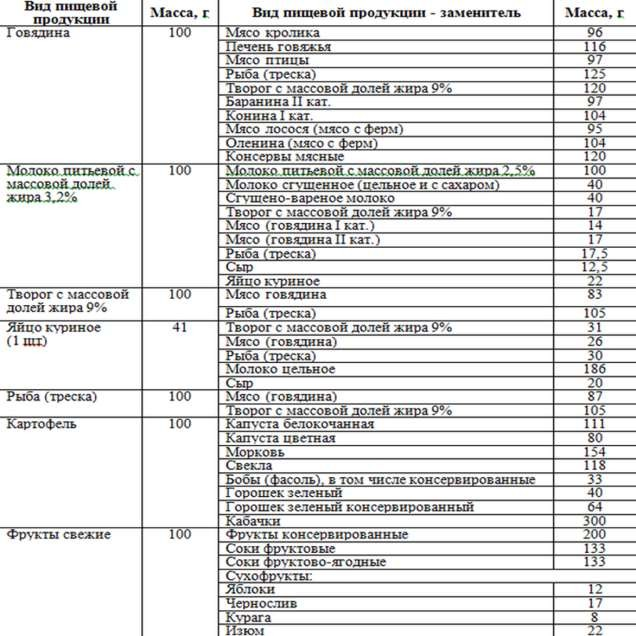 Вид пищевой продукции | Масса, г | Вид пищевой продукции - заменитель | Масса, г
Говядина | 100 | Мясо кролика | 96
Печень говяжья | 116
Мясо птицы | 97
Рыба (треска) | 125
Творог с массовой долей жира 9% | 120
Баранина II кат. | 97
Конина I кат. | 104
Мясо лосося (мясо с ферм) | 95
Оленина (мясо с ферм) | 104
Консервы мясные | 120
Молоко питьевой с массовой долей жира 3,2% | 100 | Молоко питьевой с массовой долей жира 2,5% | 100
Молоко сгущенное (цельное и с сахаром) | 40
Сгущено-вареное молоко | 40
Творог с массовой долей жира 9% | 17
Мясо (говядина I кат.) | 14
Мясо (говядина II кат.) | 17
Рыба (треска) | 17,5
Сыр | 12,5
Яйцо куриное | 22
Творог с массовой долей жира 9% | 100 | Мясо говядина | 83
Рыба (треска) | 105
Яйцо куриное (1 шт.) | 41 | Творог с массовой долей жира 9% | 31
Мясо (говядина) | 26
Рыба (треска) | 30
Молоко цельное | 186
Сыр | 20
Рыба (треска) | 100 | Мясо (говядина) | 87
Творог с массовой долей жира 9% | 105
Картофель | 100 | Капуста белокочанная | 111
Капуста цветная | 80
Морковь | 154
Свекла | 118
Бобы (фасоль), в том числе консервированные | 33
Горошек зеленый | 40
Горошек зеленый консервированный | 64
Кабачки | 300
Фрукты свежие | 100 | Фрукты консервированные | 200
Соки фруктовые | 133
Соки фруктово-ягодные | 133
Сухофрукты:
Яблоки | 12
Чернослив | 17
Курага | 8
Изюм | 22